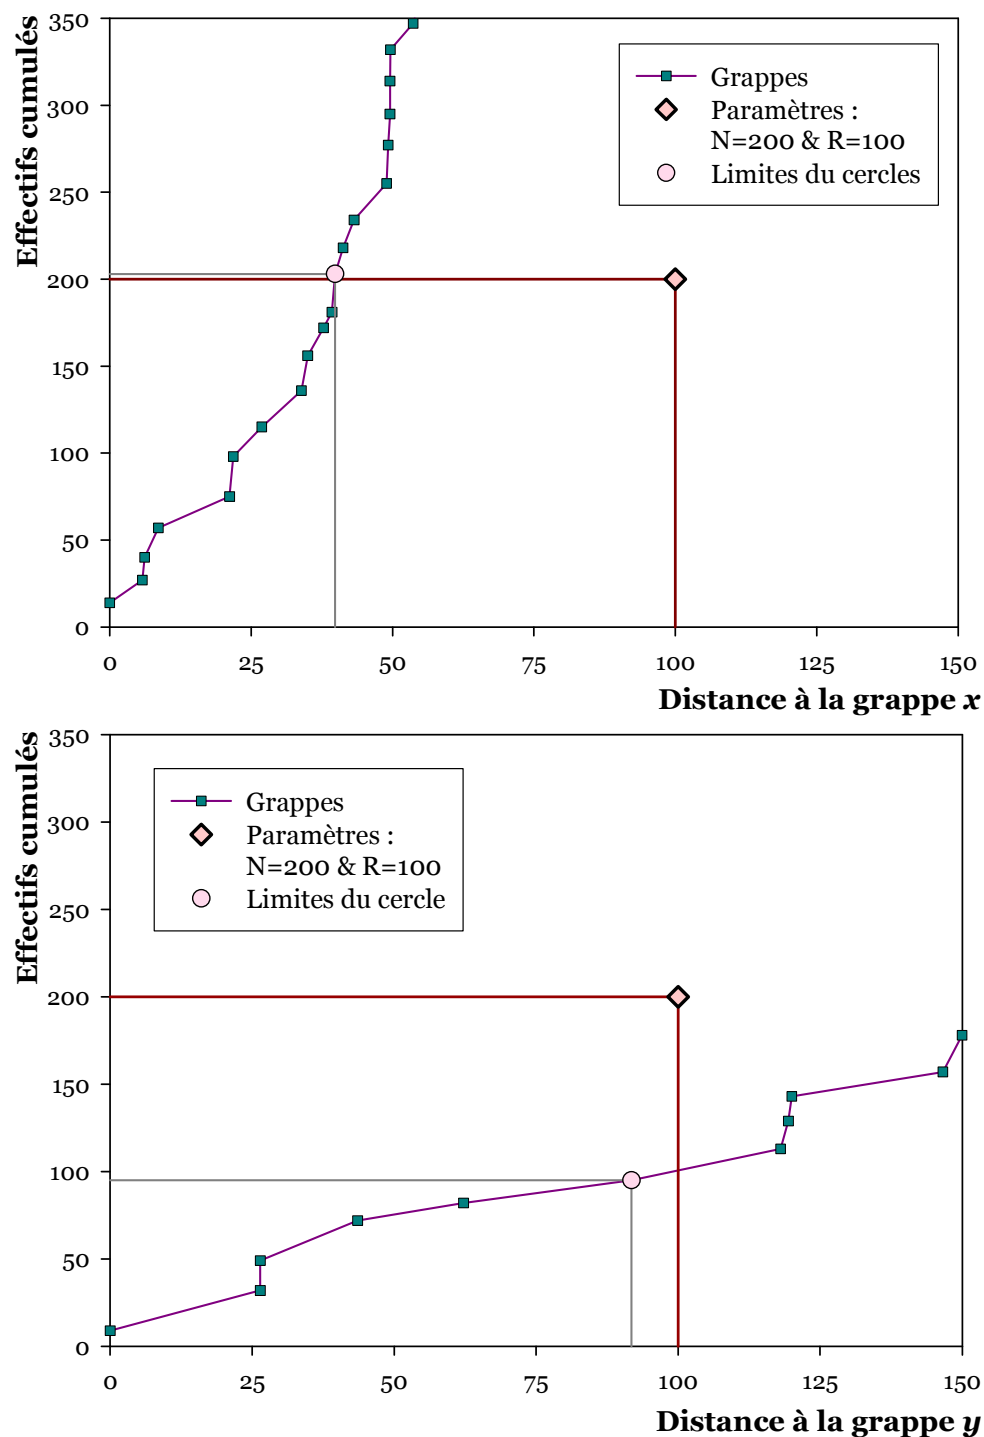 350
300
250
200
150
100
50
0
Effectifs cumulés
Grappes
Paramètres :
N=200 & R=100
Limites du cercles
0 25 50 75 100 125 150
Distance à la grappe x
350
300
250
200
150
100
50
0
Effectifs cumulés
Grappes
Paramètres :
N=200 & R=100
Limites du cercle
0 25 50 75 100 125 150
Distance à la grappe y